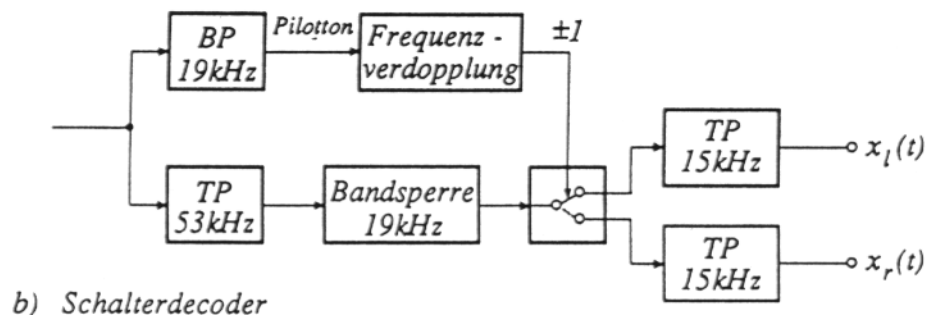 BP
19kHz
Pilotton
Frequenz -
verdopplung
±1
TP
53kHz
Bandsperre
19kHz
TP
15kHz
x_l(t)
TP
15kHz
x_r(t)
b) Schalterdecoder